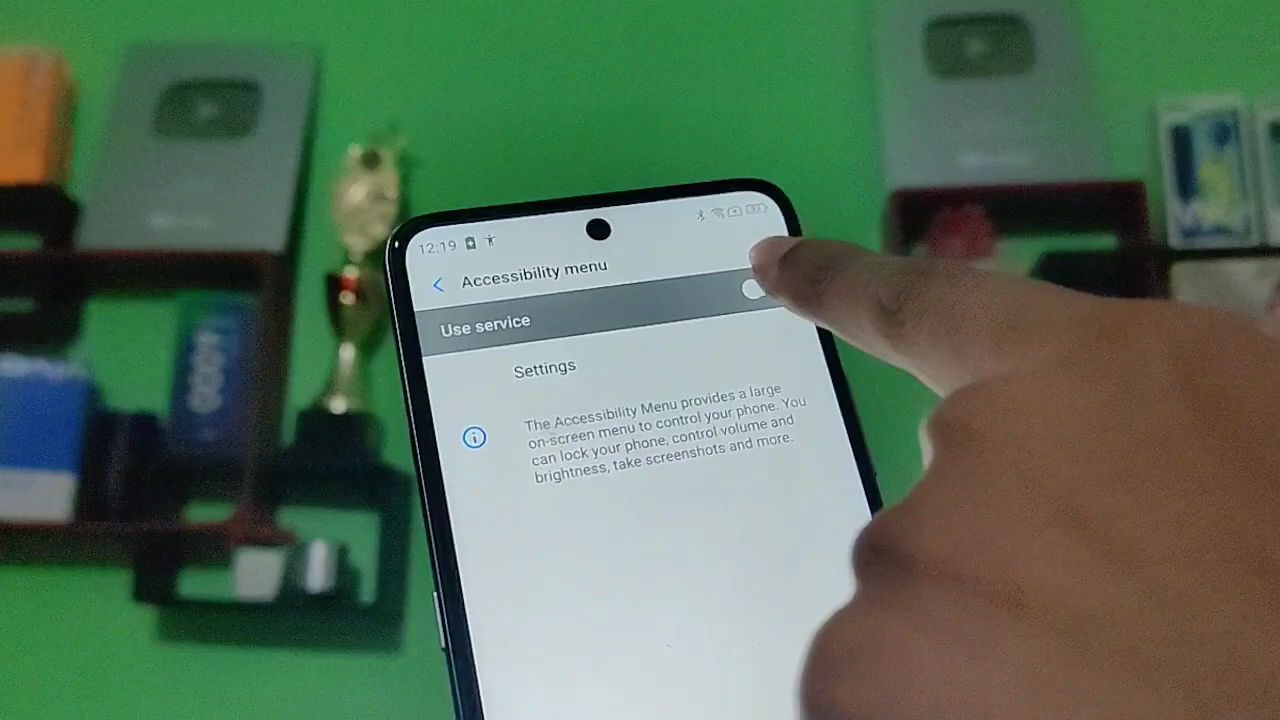 12:19
Accessibility menu
Use service
Settings
The Accessibility Menu provides a large
on-screen menu to control your phone. You
can lock your phone, control volume and
brightness, take screenshots and more.